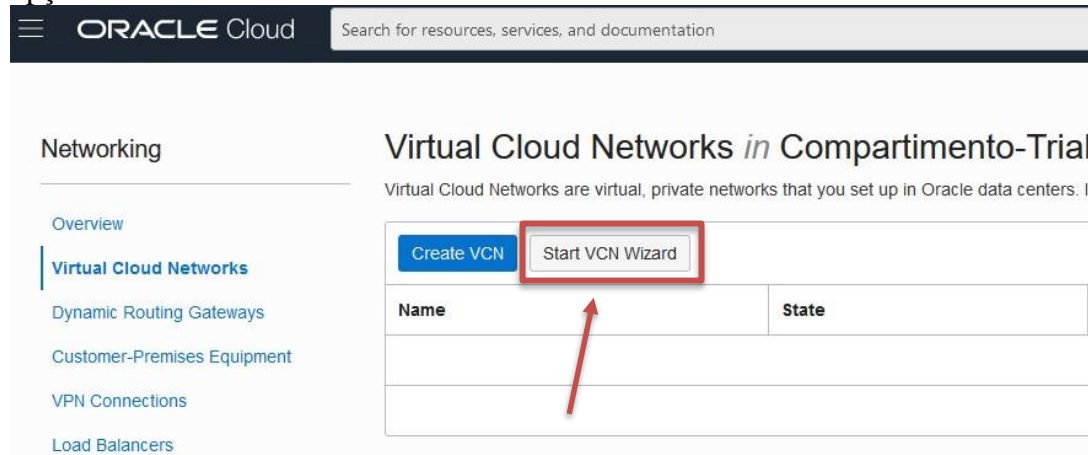 ORACLE Cloud
Search for resources, services, and documentation
Networking
Overview
Virtual Cloud Networks
Dynamic Routing Gateways
Customer-Premises Equipment
VPN Connections
Load Balancers
Virtual Cloud Networks in Compartimento-Trial
Virtual Cloud Networks are virtual, private networks that you set up in Oracle data centers.
Create VCN Start VCN Wizard
Name State